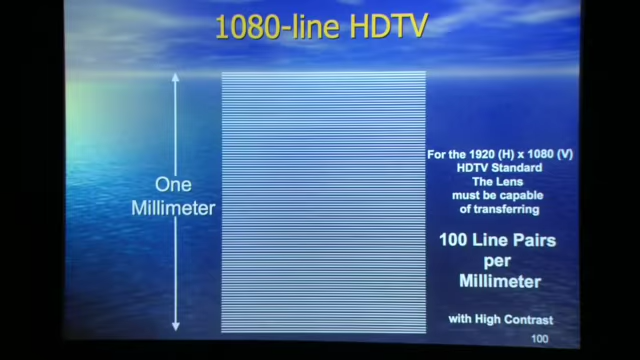 1080-line HDTV
One
Millimeter
For the 1920 (H) x 1080 (V)
HDTV Standard
The Lens
must be capable
of transferring
100 Line Pairs
per
Millimeter
with High Contrast
100